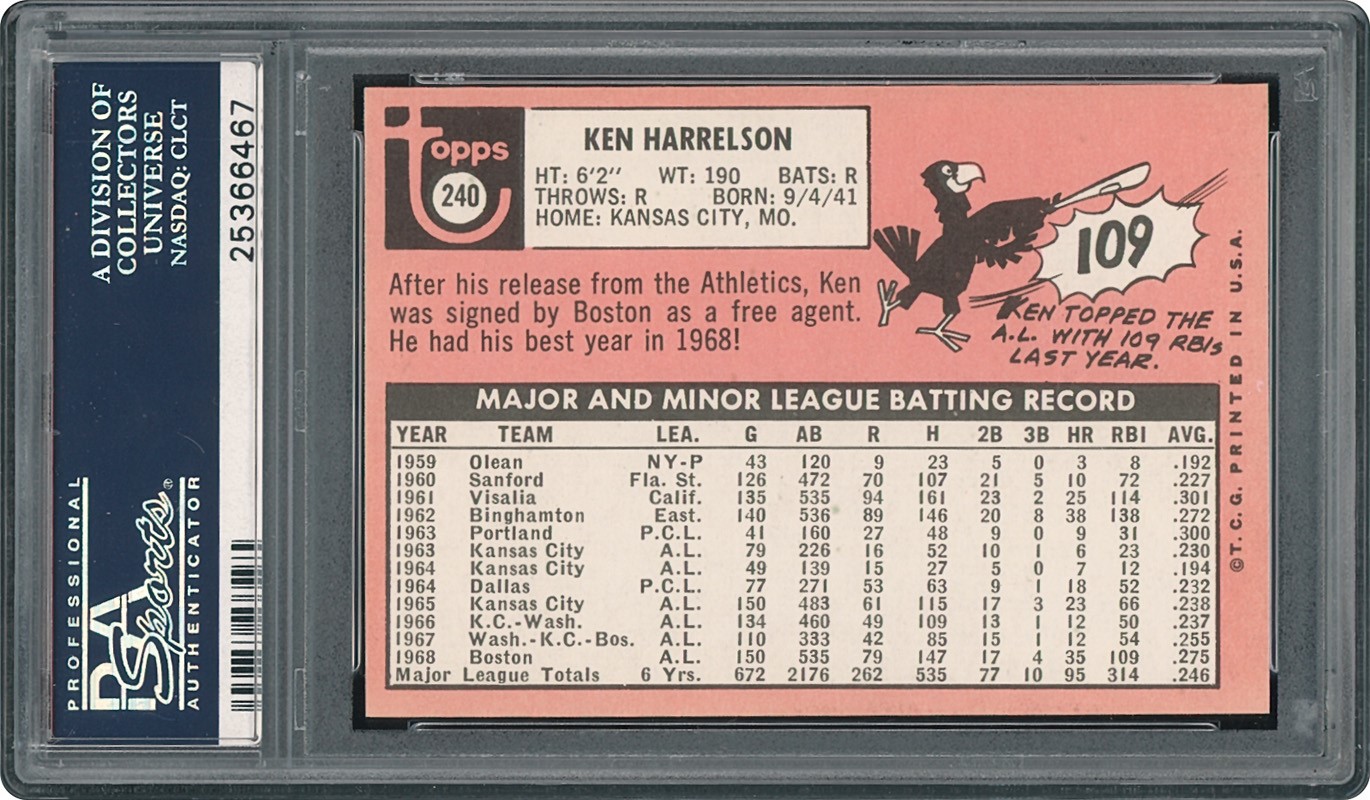 A DIVISION OF
COLLECTORS
UNIVERSE
NASDAQ: CLCT
25366467
PROFESSIONAL
PSA
Sports®
AUTHENTICATOR
topps
240
KEN HARRELSON
HT: 6'2" WT: 190 BATS: R
THROWS: R BORN: 9/4/41
HOME: KANSAS CITY, MO.
After his release from the Athletics, Ken
was signed by Boston as a free agent.
He had his best year in 1968!
109
KEN TOPPED THE
A.L. WITH 109 RBIs
LAST YEAR.
MAJOR AND MINOR LEAGUE BATTING RECORD
YEAR TEAM LEA. G AB R H 2B 3B HR RBI AVG.
1959 Olean NY-P 43 120 9 23 5 0 3 8 .192
1960 Sanford Fla. St. 126 472 70 107 21 5 10 72 .227
1961 Visalia Calif. 135 535 94 161 23 2 25 114 .301
1962 Binghamton East. 140 536 89 146 20 8 38 138 .272
1963 Portland P.C.L. 41 160 27 48 9 0 9 31 .300
1963 Kansas City A.L. 79 226 16 52 10 1 6 23 .230
1964 Kansas City A.L. 49 139 15 27 5 0 7 12 .194
1964 Dallas P.C.L. 77 271 53 63 9 1 18 52 .232
1965 Kansas City A.L. 150 483 61 115 17 3 23 66 .238
1966 K.C.-Wash. A.L. 134 460 49 109 13 1 12 50 .237
1967 Wash.-K.C.-Bos. A.L. 110 333 42 85 15 1 12 54 .255
1968 Boston A.L. 150 535 79 147 17 4 35 109 .275
Major League Totals 6 Yrs. 672 2176 262 535 77 10 95 314 .246
©T.C.G. PRINTED IN U.S.A.